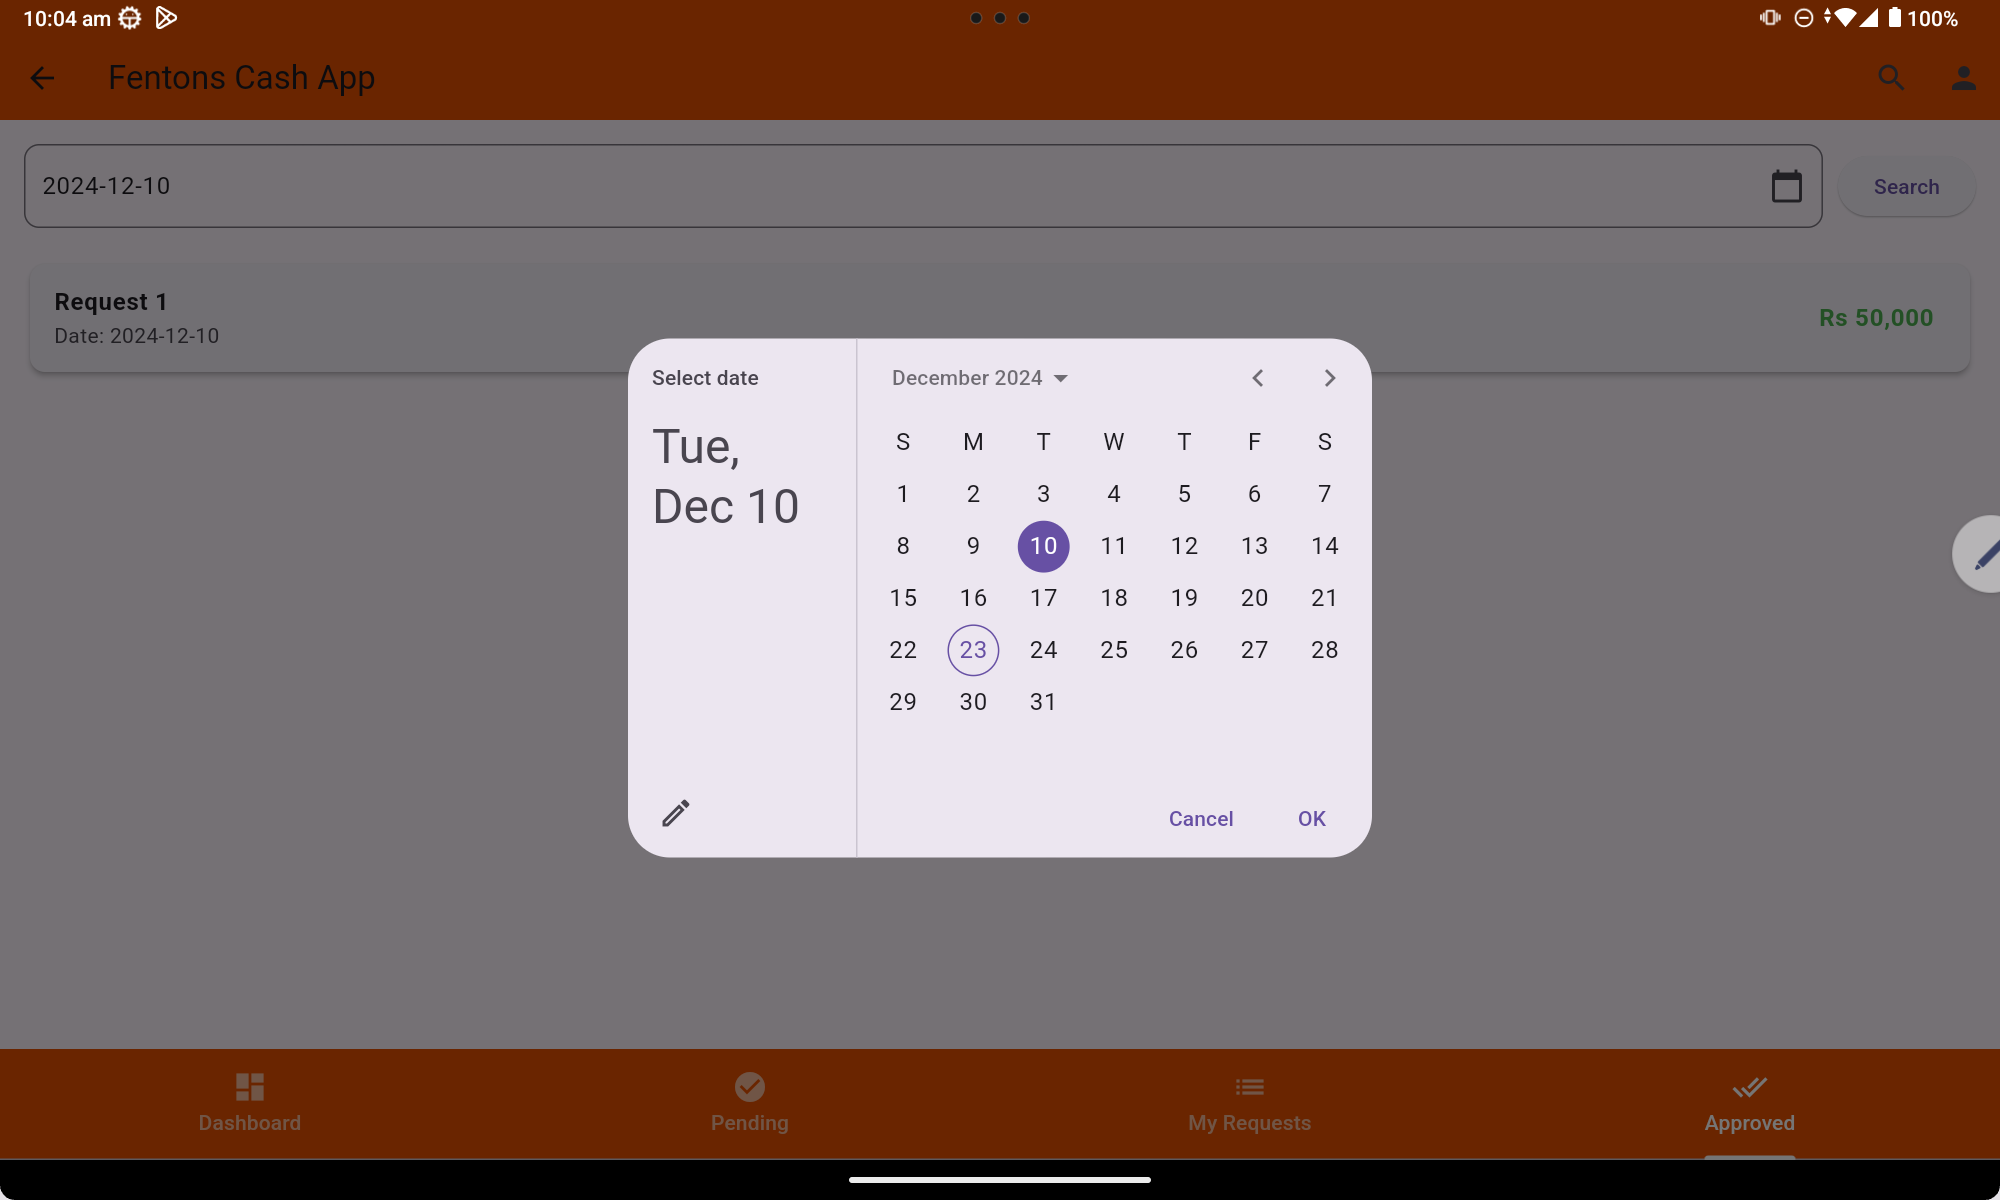 10:04 am
100%
Fentons Cash App
2024-12-10
Search
Request 1
Date: 2024-12-10
Rs 50,000
Select date
Tue,
Dec 10
December 2024
S M T W T F S
1 2 3 4 5 6 7
8 9 10 11 12 13 14
15 16 17 18 19 20 21
22 23 24 25 26 27 28
29 30 31
Cancel OK
Dashboard
Pending
My Requests
Approved